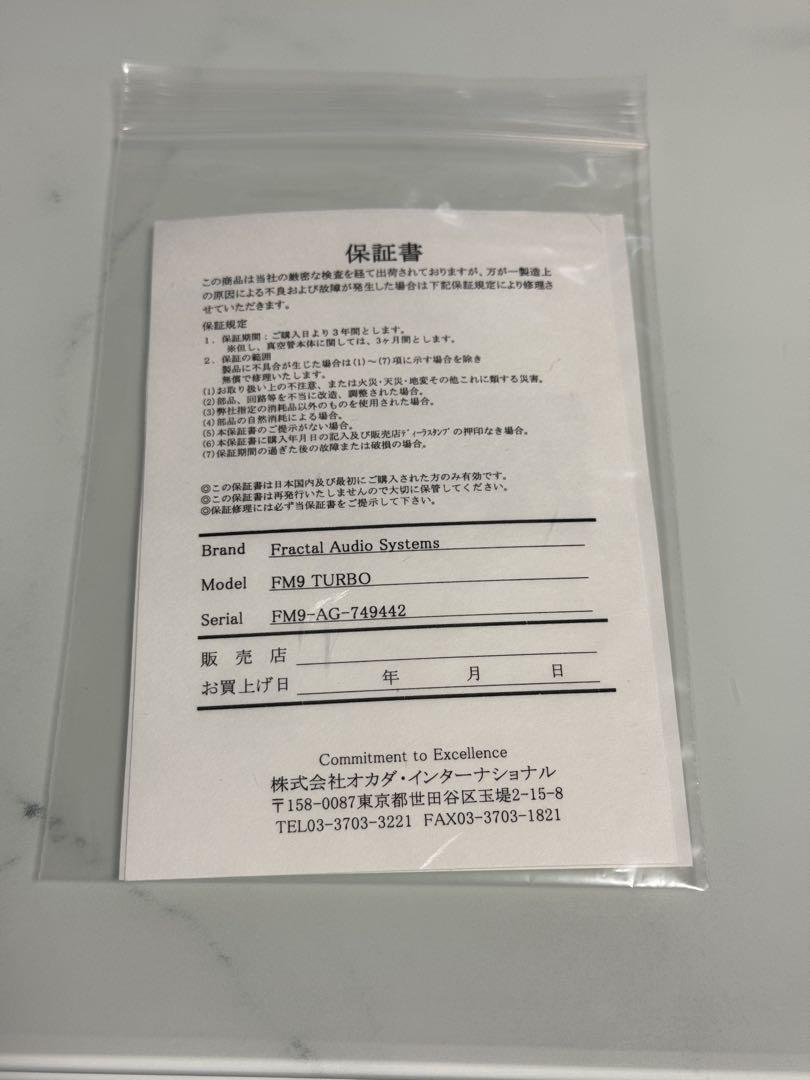 保証書
この商品は当社の厳密な検査を経て出荷されておりますが、万が一製造上
の原因による不良および故障が発生した場合は下記保証規定により修理さ
せていただきます。
保証規定
1．保証期間：ご購入日より3年間とします。
※但し、真空管本体に関しては、3ヶ月間とします。
2．保証の範囲
製品に不具合が生じた場合は(1)～(7)項に示す場合を除き
無償で修理いたします。
(1)お取り扱い上の不注意、または火災・天災・地変その他これに類する災害。
(2)部品、回路等を不当に改造、調整された場合。
(3)弊社指定の消耗品以外のものを使用された場合。
(4)部品の自然消耗による場合。
(5)本保証書のご提示がない場合。
(6)本保証書に購入年月日の記入及び販売店ﾃﾞｨｰﾗｽﾀﾝﾌﾟの押印なき場合。
(7)保証期間の過ぎた後の故障または破損の場合。
◎この保証書は日本国内及び最初にご購入された方のみ有効です。
◎この保証書は再発行いたしませんので大切に保管してください。
◎保証修理には必ず当保証書をご提示して下さい。
Brand Fractal Audio Systems
Model FM9 TURBO
Serial FM9-AG-749442
販売店
お買上げ日 年 月 日
Commitment to Excellence
株式会社オカダ・インターナショナル
〒158-0087東京都世田谷区玉堤2-15-8
TEL03-3703-3221 FAX03-3703-1821